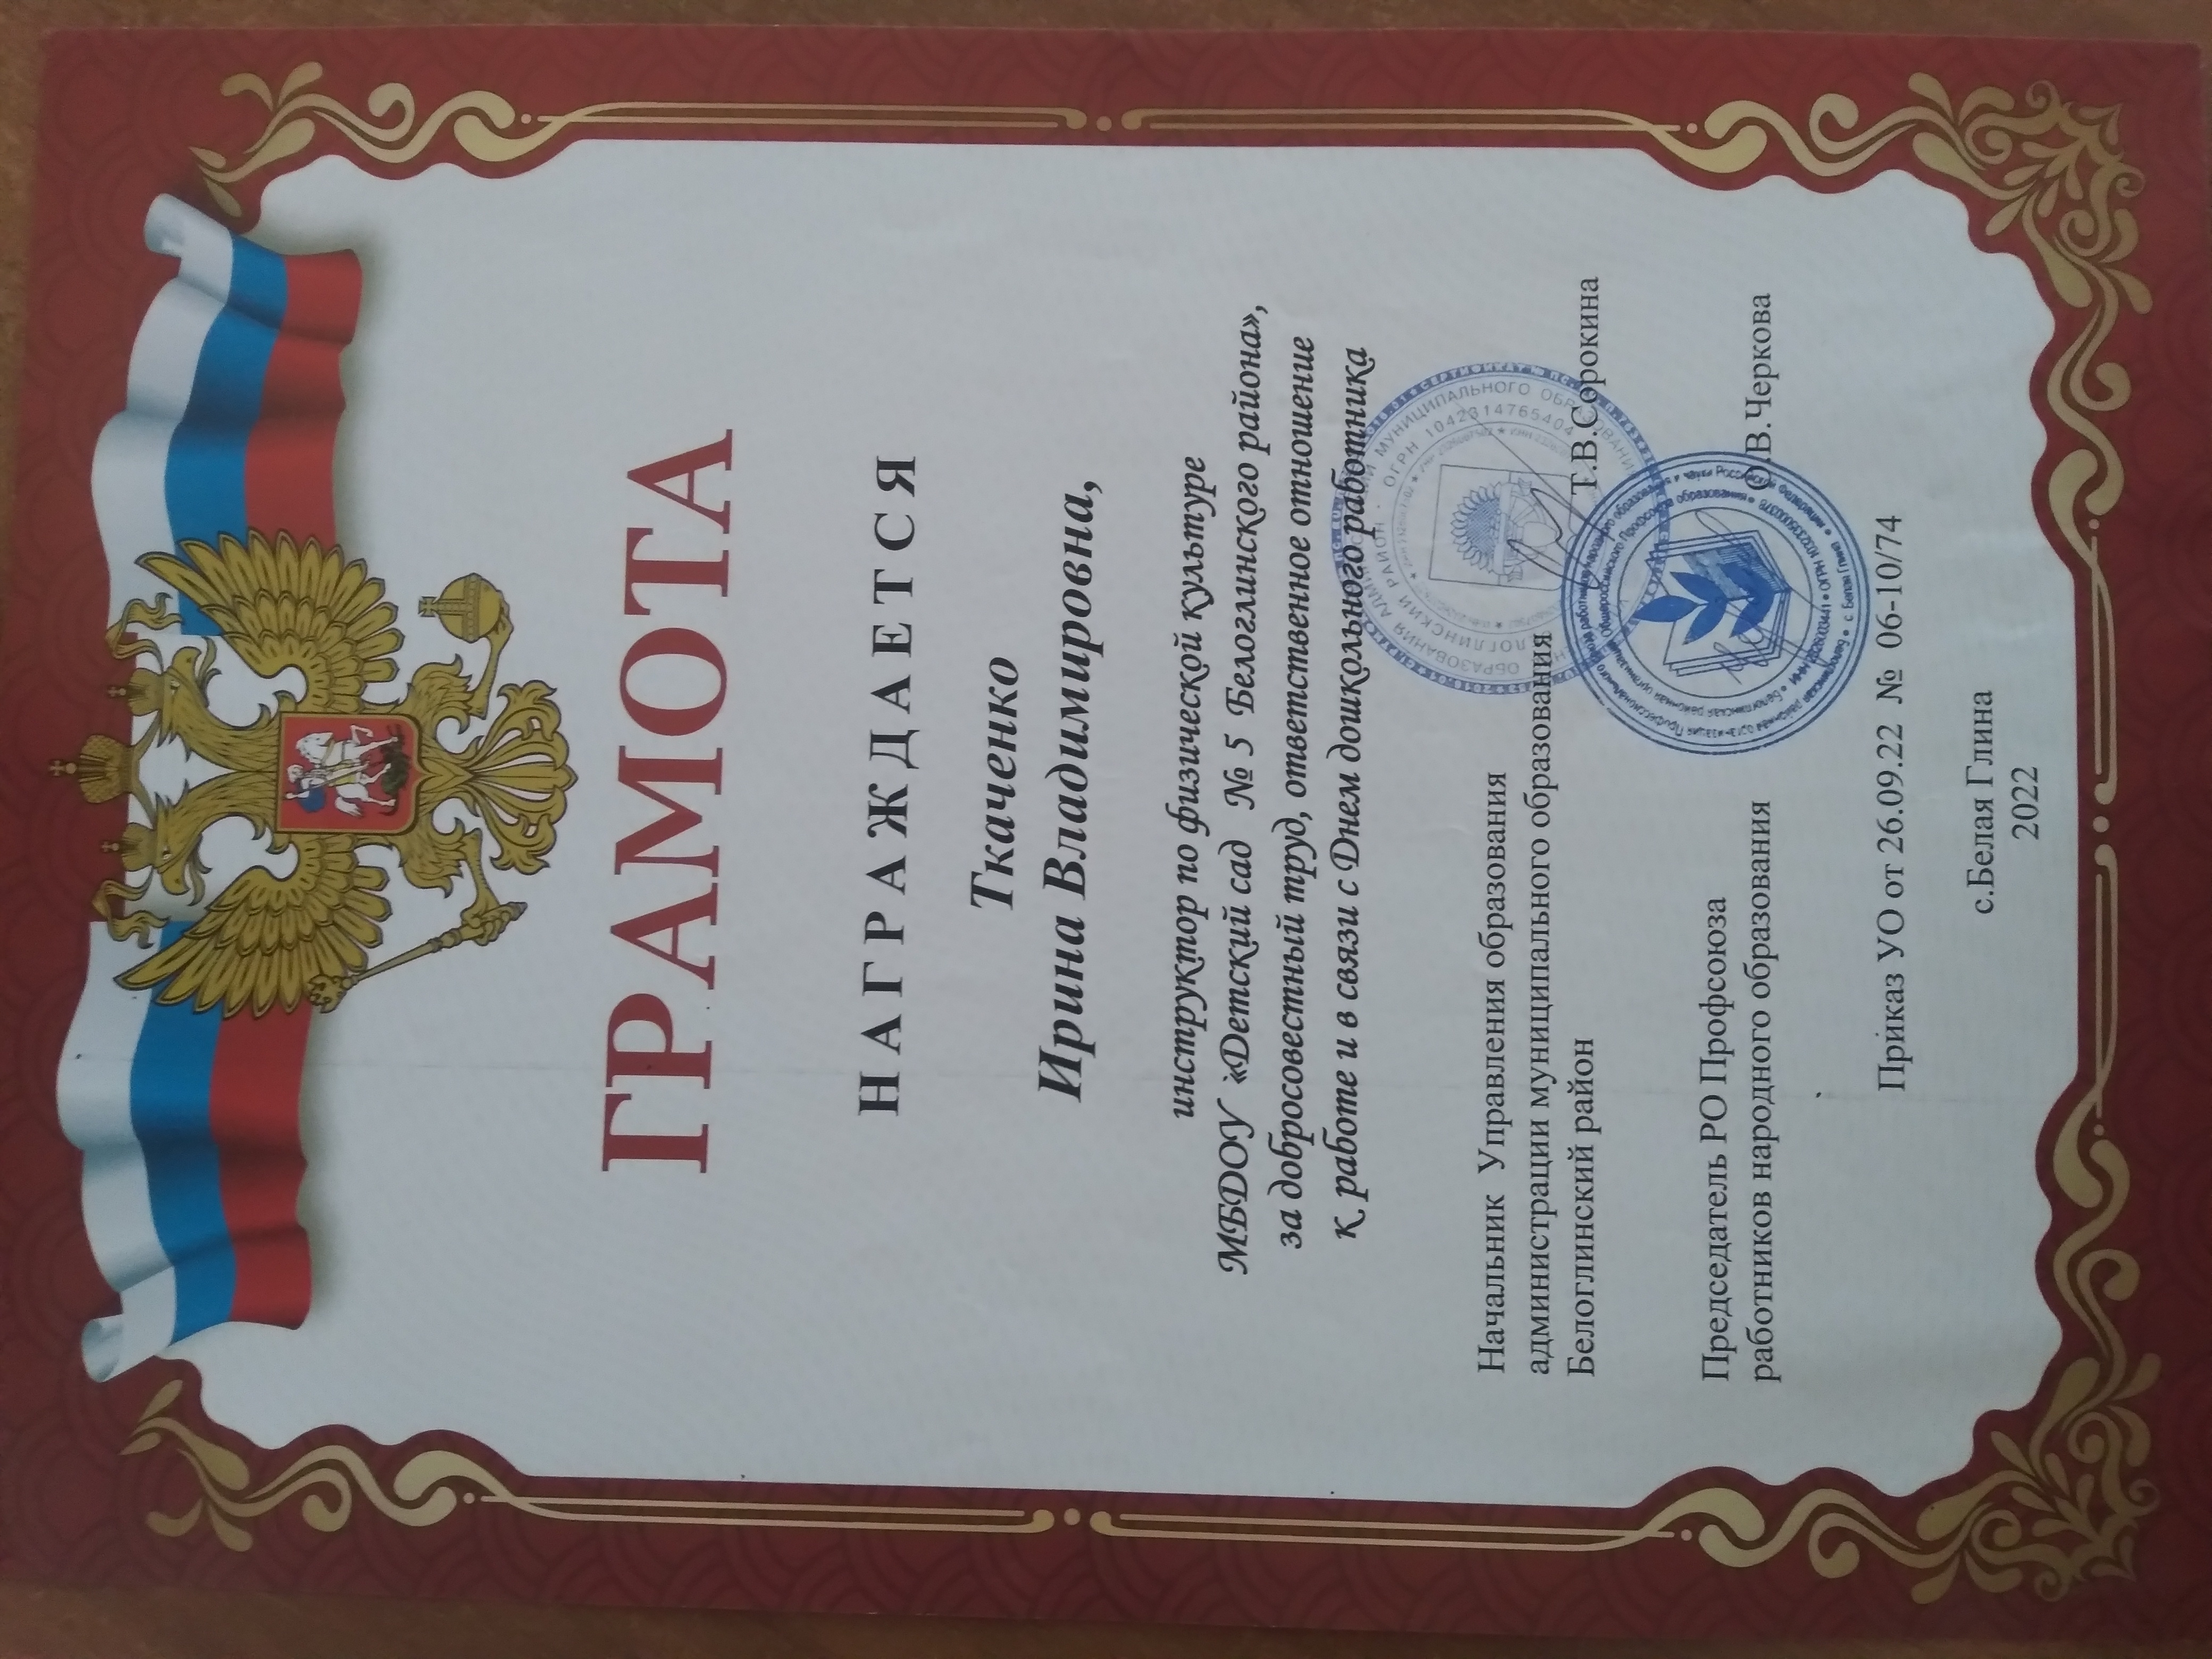 ГРАМОТА
НАГРАЖДАЕТСЯ
Ткаченко
Ирина Владимировна,
инструктор по физической культуре
МБДОУ «Детский сад № 5 Белоглинского района»,
за добросовестный труд, ответственное отношение
к работе и в связи с Днем дошкольного работника
Начальник Управления образования
администрации муниципального образования
Белоглинский район Т.В.Сорокина
Председатель РО Профсоюза
работников народного образования О.В.Черкова
Приказ УО от 26.09.22 № 06-10/74
с.Белая Глина
2022